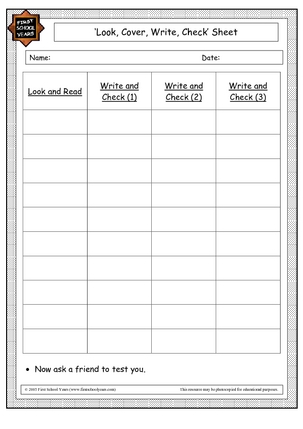 FIRST
SCHOOL
YEARS
'Look, Cover, Write, Check' Sheet
Name: Date:
Look and Read
Write and
Check (1)
Write and
Check (2)
Write and
Check (3)
• Now ask a friend to test you.
© 2003 First School Years (www.firstschoolyears.com) This resource may be photocopied for educational purposes